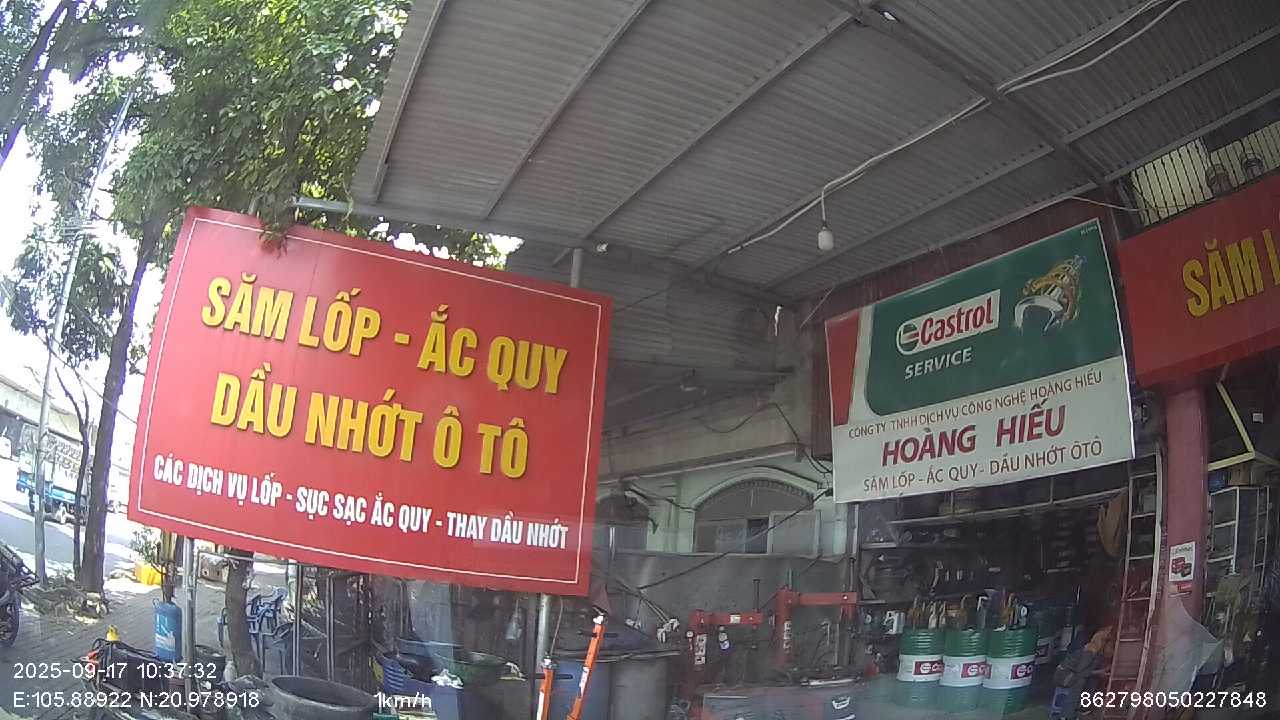 SĂM LỐP - ẮC QUY
DẦU NHỚT Ô TÔ
CÁC DỊCH VỤ LỐP - SỤC SẠC ẮC QUY - THAY DẦU NHỚT
Castrol
SERVICE
CÔNG TY TNHH DỊCH VỤ CÔNG NGHỆ HOÀNG HIẾU
HOÀNG HIẾU
SĂM LỐP - ẮC QUY - DẦU NHỚT ÔTÔ
SĂM
2025-09-17 10:37:32
E:105.88922 N:20.978918
1km/h
862798050227848